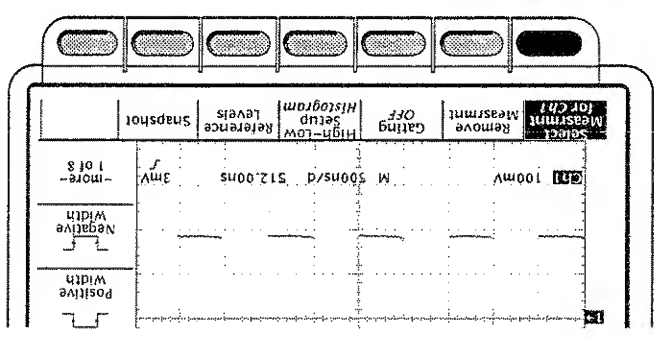 1→
Positive
Width
Negative
Width
Ch1 100mV M 500ns/d 512.00ns 3mV
-more-
1 of 8
Select
Measrmnt
for Ch1
Remove
Measrmnt
Gating
OFF
High-Low
Setup
Histogram
Reference
Levels
Snapshot